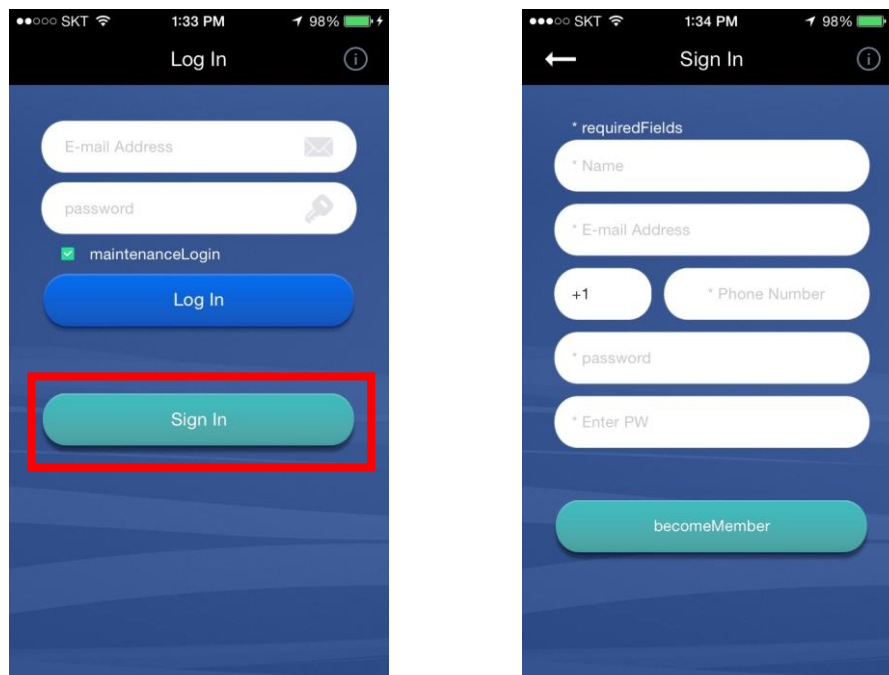 SKT 1:33 PM 98%
Log In
E-mail Address
password
maintenanceLogin
Log In
Sign In
SKT 1:34 PM 98%
Sign In
* requiredFields
* Name
* E-mail Address
+1 * Phone Number
* password
* Enter PW
becomeMember